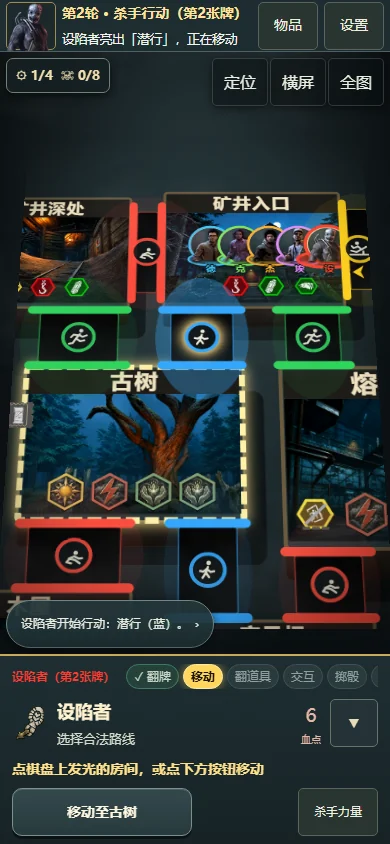 第2轮 • 杀手行动（第2张牌）
设陷者亮出「潜行」，正在移动
物品
设置
1/4
0/8
定位
横屏
全图
井深处
矿井入口
德
克
杰
埃
设
古树
熔
设陷者开始行动：潜行（蓝）。 ›
设陷者（第2张牌）
✓ 翻牌
移动
翻道具
交互
掷骰
设陷者
选择合法路线
6
血点
▼
点棋盘上发光的房间，或点下方按钮移动
移动至古树
杀手力量